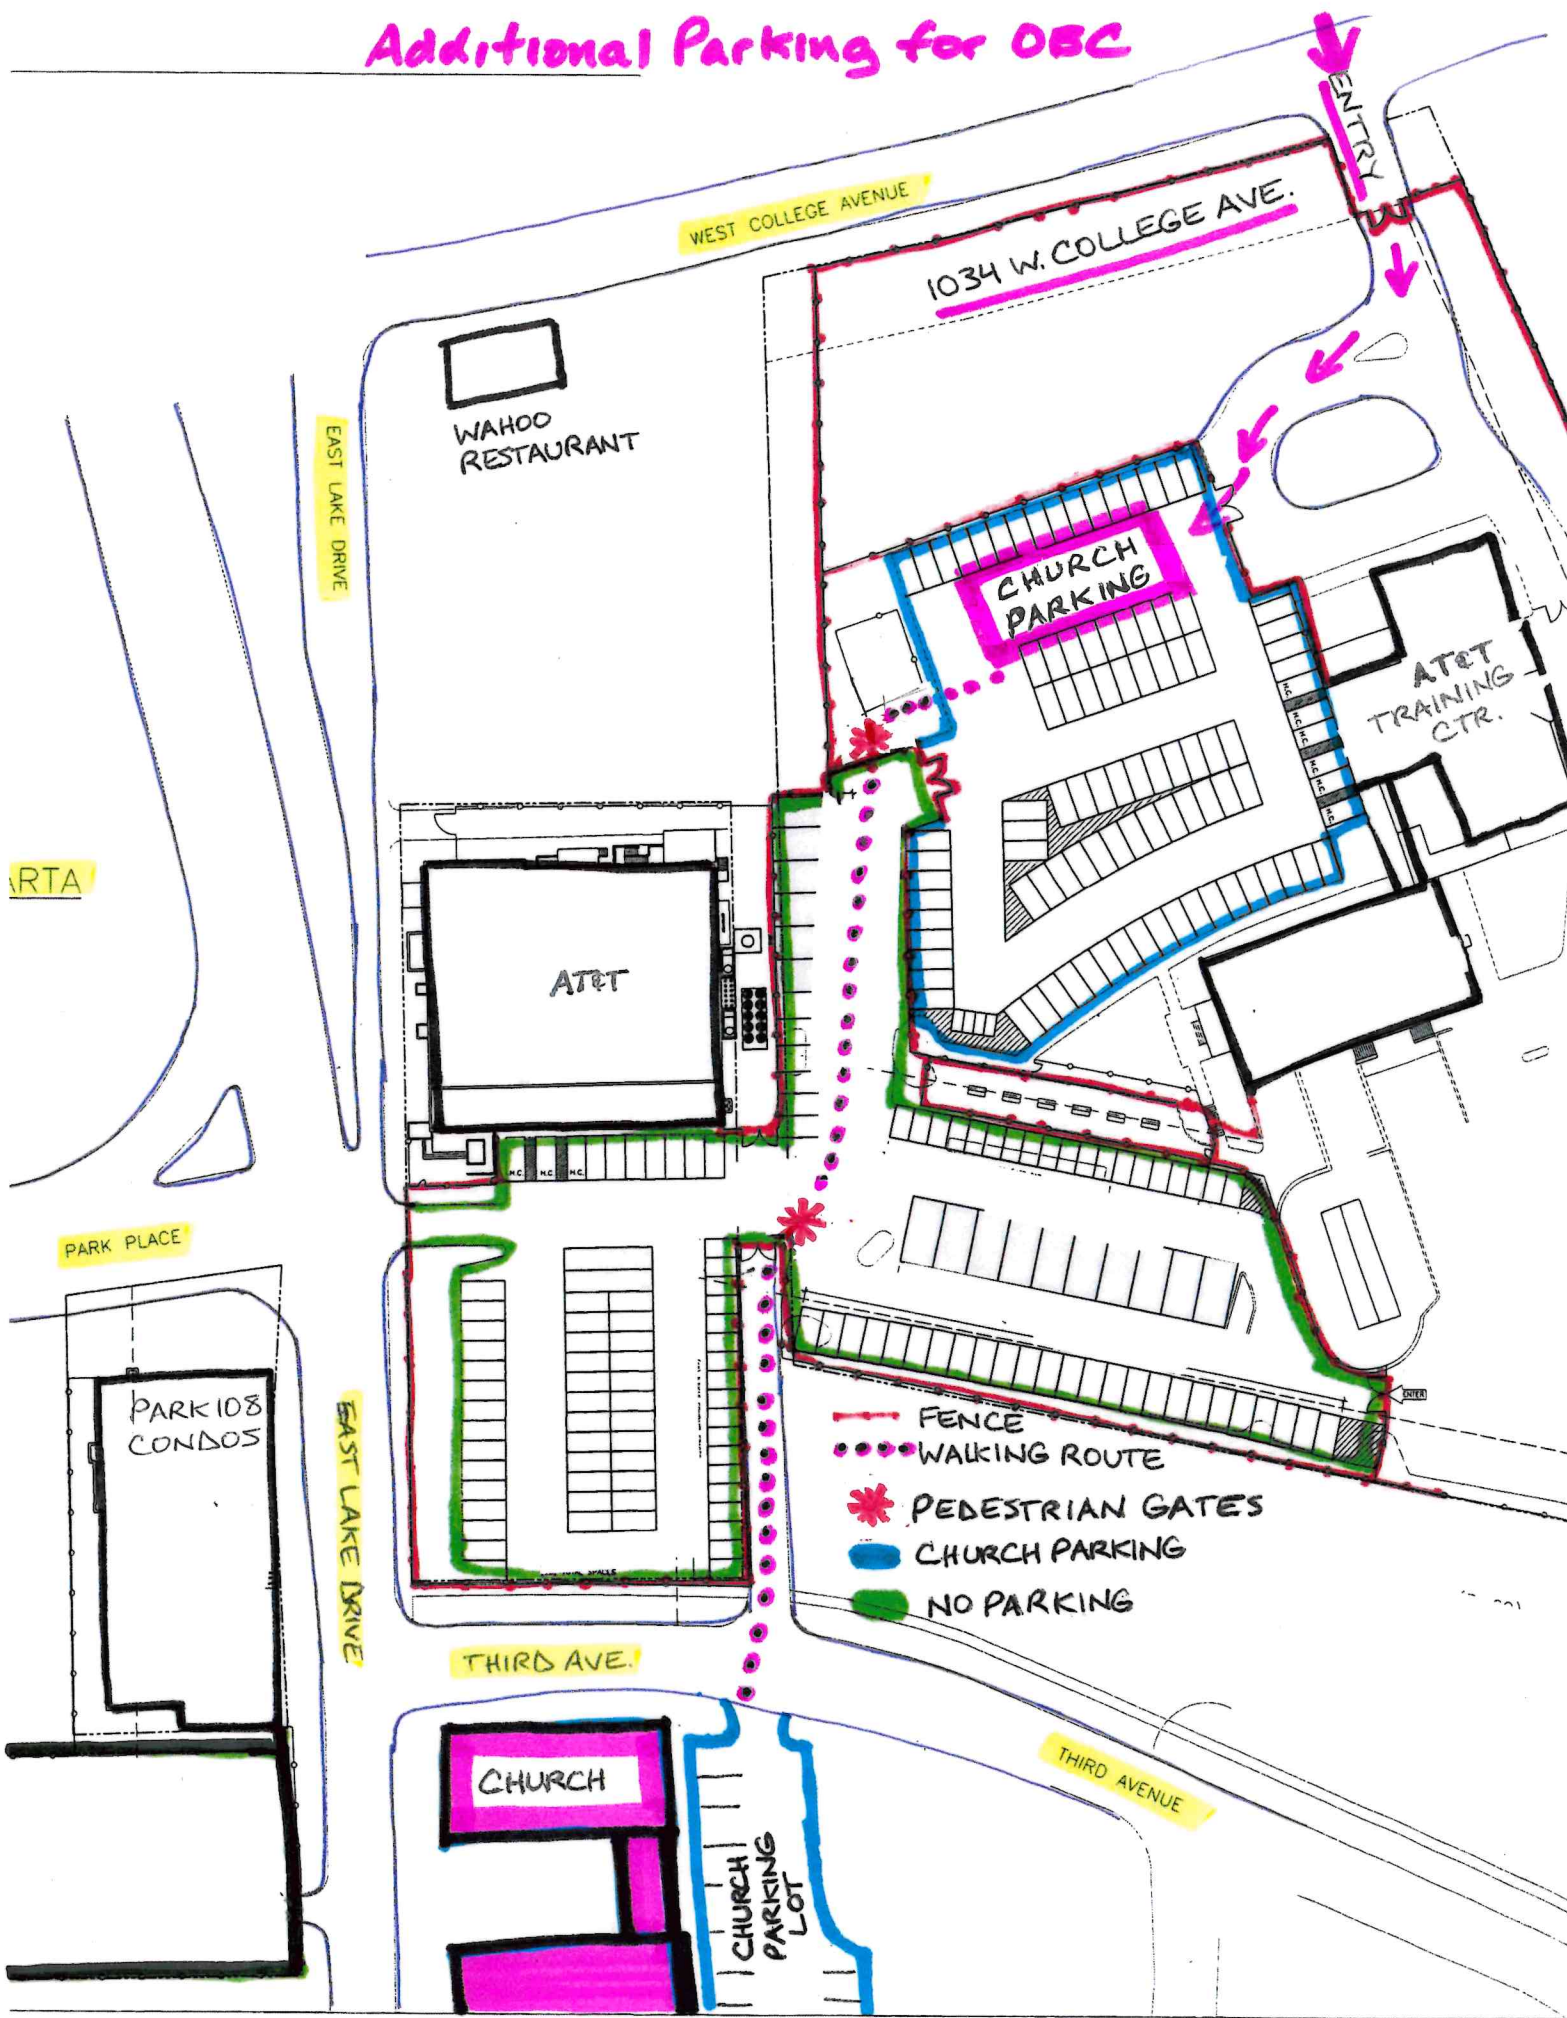 Additional Parking for OBC
ENTRY
WEST COLLEGE AVENUE
1034 W. COLLEGE AVE.
WAHOO
RESTAURANT
EAST LAKE DRIVE
CHURCH
PARKING
AT&T
TRAINING
CTR.
H.C.
H.C.
H.C.
H.C.
H.C.
H.C.
ARTA
AT&T
H.C.
H.C.
H.C.
PARK PLACE
PARK 108
CONDOS
EAST LAKE DRIVE
ENTER
FENCE
WALKING ROUTE
PEDESTRIAN GATES
CHURCH PARKING
NO PARKING
THIRD AVE.
THIRD AVENUE
CHURCH
CHURCH
PARKING
LOT